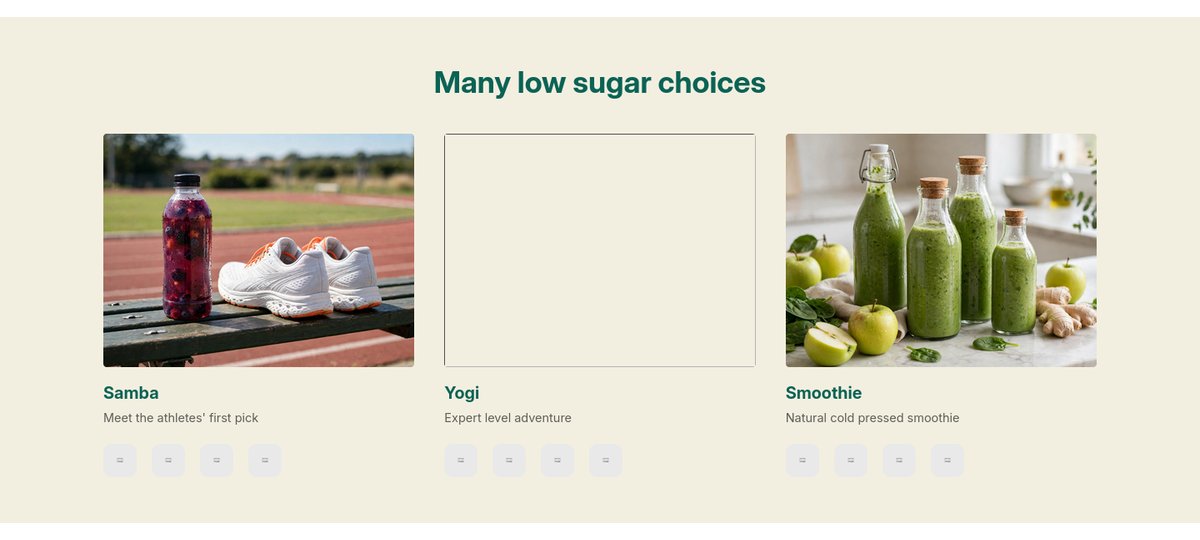 Many low sugar choices
Samba
Meet the athletes' first pick
Yogi
Expert level adventure
Smoothie
Natural cold pressed smoothie